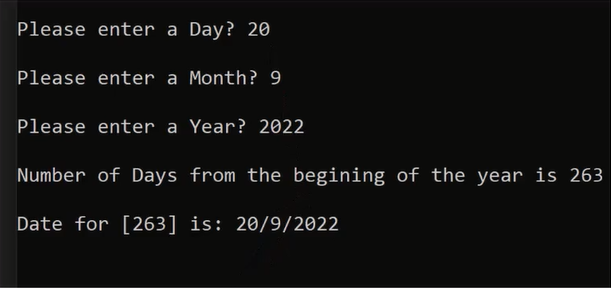 Please enter a Day? 20
Please enter a Month? 9
Please enter a Year? 2022
Number of Days from the begining of the year is 263
Date for [263] is: 20/9/2022